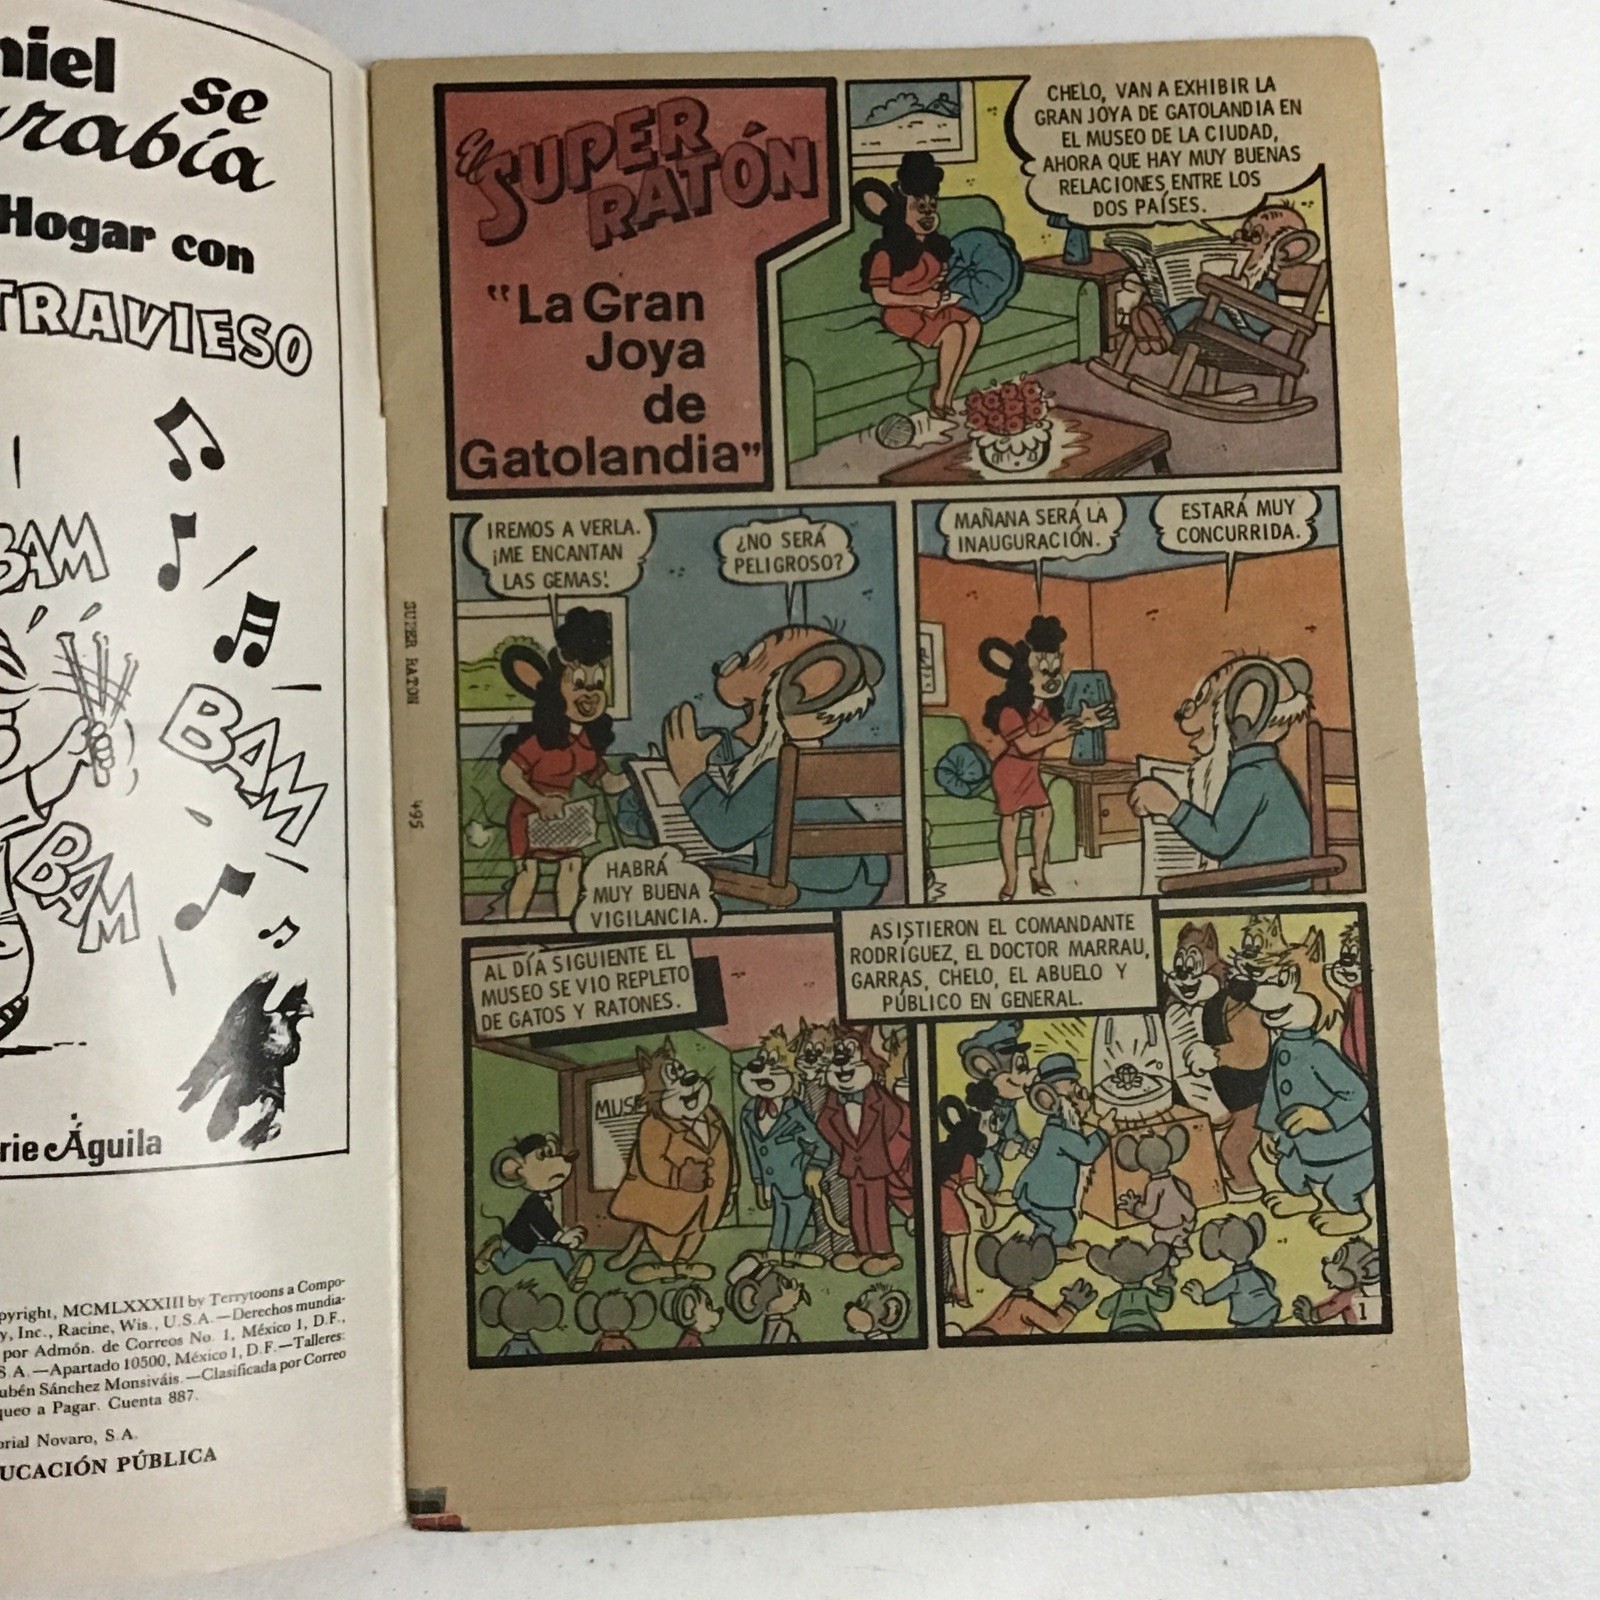 niel se
rabía
Hogar con
TRAVIESO
BAM
BAM
BAM
rie Águila
pyright, MCMLXXXIII by Terrytoons a Compo-
y, Inc., Racine, Wis., U.S.A.—Derechos mundia-
por Admón. de Correos No. 1, México 1, D.F.,
S.A.—Apartado 10500, México 1, D.F.—Talleres:
ubén Sánchez Monsiváis.—Clasificada por Correo
queo a Pagar. Cuenta 887.
orial Novaro, S.A.
UCACIÓN PÚBLICA
SUPER RATON 495
El
SUPER
RATÓN
"La Gran
Joya
de
Gatolandia"
CHELO, VAN A EXHIBIR LA
GRAN JOYA DE GATOLANDIA EN
EL MUSEO DE LA CIUDAD,
AHORA QUE HAY MUY BUENAS
RELACIONES ENTRE LOS
DOS PAÍSES.
IREMOS A VERLA.
¡ME ENCANTAN
LAS GEMAS!
¿NO SERÁ
PELIGROSO?
HABRÁ
MUY BUENA
VIGILANCIA.
MAÑANA SERÁ LA
INAUGURACIÓN.
ESTARÁ MUY
CONCURRIDA.
AL DÍA SIGUIENTE EL
MUSEO SE VIO REPLETO
DE GATOS Y RATONES.
MUSE
ASISTIERON EL COMANDANTE
RODRÍGUEZ, EL DOCTOR MARRAU,
GARRAS, CHELO, EL ABUELO Y
PÚBLICO EN GENERAL.
1